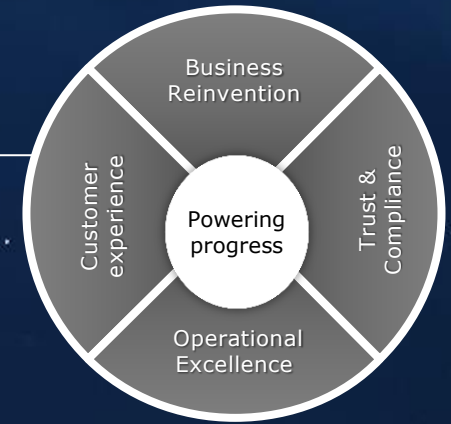 Business
Reinvention
Customer
experience
Powering
progress
Trust &
Compliance
Operational
Excellence